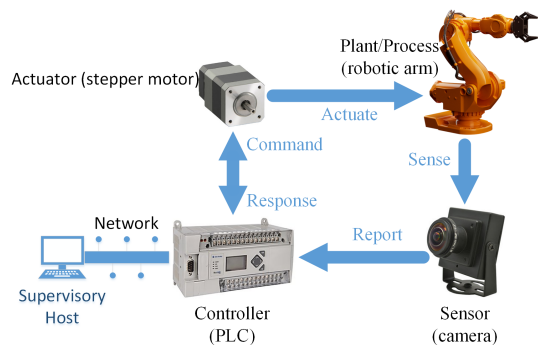 Plant/Process
(robotic arm)
Actuator (stepper motor)
Actuate
Command
Sense
Response
Network
Report
Supervisory
Host
Controller
(PLC)
Sensor
(camera)